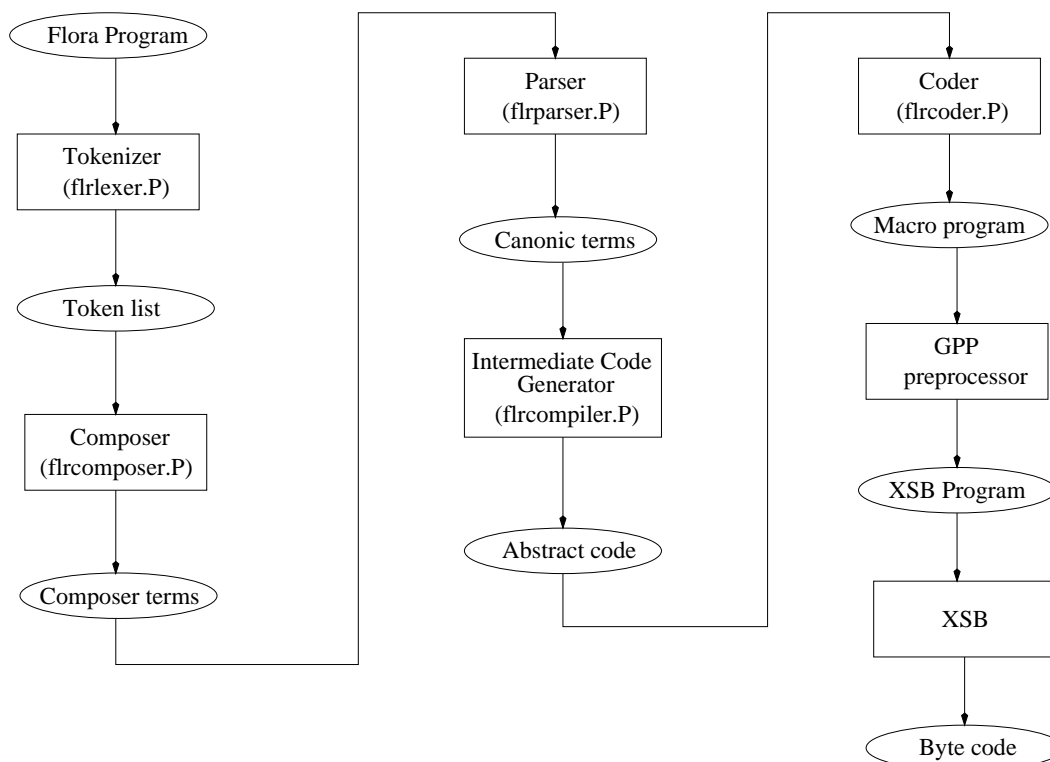 Flora Program
Tokenizer
(flrlexer.P)
Token list
Composer
(flrcomposer.P)
Composer terms
Parser
(flrparser.P)
Canonic terms
Intermediate Code
Generator
(flrcompiler.P)
Abstract code
Coder
(flrcoder.P)
Macro program
GPP
preprocessor
XSB Program
XSB
Byte code